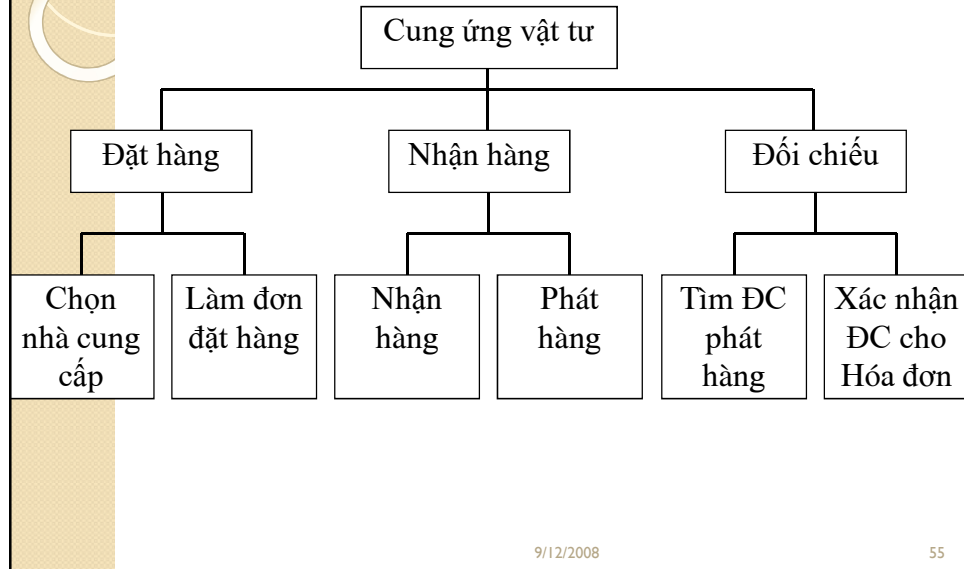 Cung ứng vật tư
Đặt hàng
Nhận hàng
Đối chiếu
Chọn
nhà cung
cấp
Làm đơn
đặt hàng
Nhận
hàng
Phát
hàng
Tìm ĐC
phát
hàng
Xác nhận
ĐC cho
Hóa đơn
9/12/2008
55